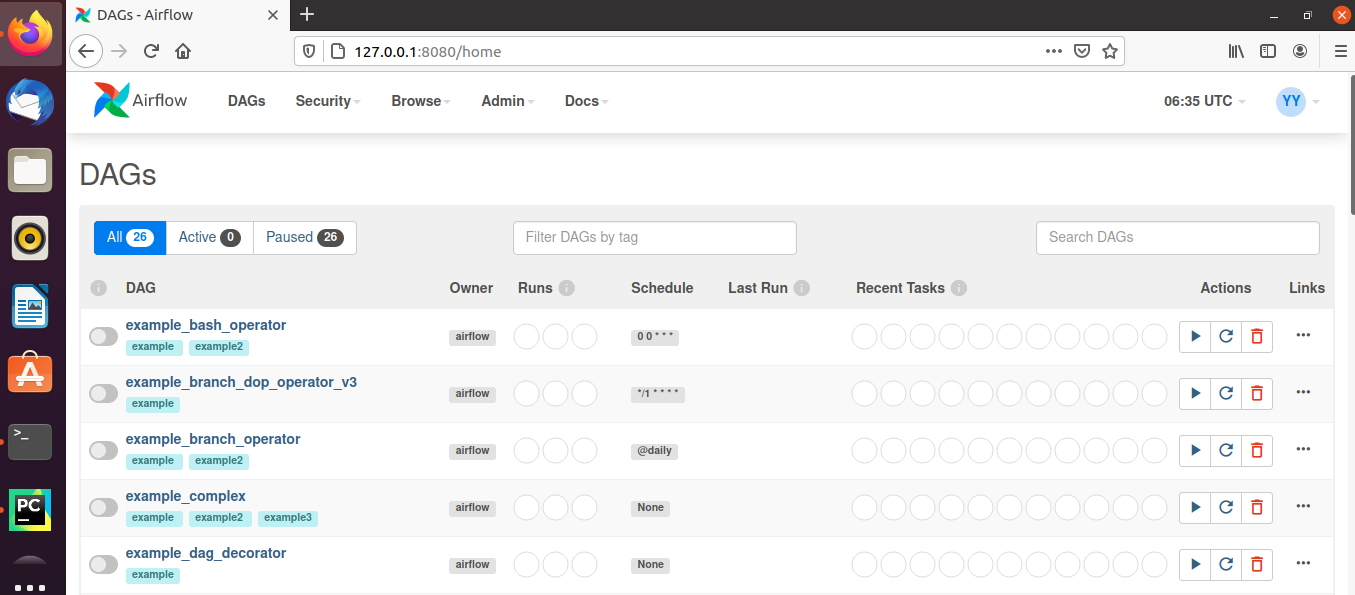 DAGs - Airflow
127.0.0.1:8080/home
Airflow DAGs Security Browse Admin Docs 06:35 UTC YY
DAGs
All 26 Active 0 Paused 26 Filter DAGs by tag Search DAGs
DAG Owner Runs Schedule Last Run Recent Tasks Actions Links
example_bash_operator
example example2 airflow 0 0 * * *
example_branch_dop_operator_v3
example airflow */1 * * * *
example_branch_operator
example example2 airflow @daily
example_complex
example example2 example3 airflow None
example_dag_decorator
example airflow None
>_
PC